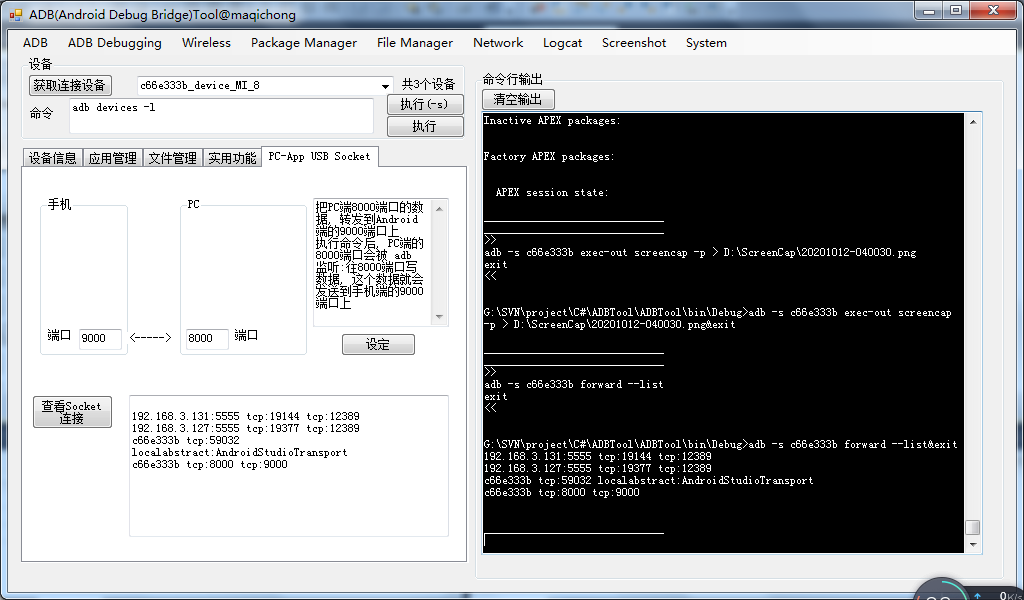 ADB(Android Debug Bridge)Tool@maqichong
ADB ADB Debugging Wireless Package Manager File Manager Network Logcat Screenshot System
设备
获取连接设备 c66e333b_device_MI_8 共3个设备
命令 adb devices -l
执行(-s)
执行
设备信息 应用管理 文件管理 实用功能 PC-App USB Socket
手机
端口 9000
<----->
PC
8000 端口
把PC端8000端口的数
据，转发到Android
端的9000端口上
执行命令后，PC端的
8000端口会被 adb
监听:往8000端口写
数据，这个数据就会
发送到手机端的9000
端口上
设定
查看Socket
连接
192.168.3.131:5555 tcp:19144 tcp:12389
192.168.3.127:5555 tcp:19377 tcp:12389
c66e333b tcp:59032
localabstract:AndroidStudioTransport
c66e333b tcp:8000 tcp:9000
命令行输出
清空输出
Inactive APEX packages:
Factory APEX packages:
APEX session state:
______________________________
>>
adb -s c66e333b exec-out screencap -p > D:\ScreenCap\20201012-040030.png
exit
<<
G:\SVN\project\C#\ADBTool\ADBTool\bin\Debug>adb -s c66e333b exec-out screencap
-p > D:\ScreenCap\20201012-040030.png&exit
______________________________
>>
adb -s c66e333b forward --list
exit
<<
G:\SVN\project\C#\ADBTool\ADBTool\bin\Debug>adb -s c66e333b forward --list&exit
192.168.3.131:5555 tcp:19144 tcp:12389
192.168.3.127:5555 tcp:19377 tcp:12389
c66e333b tcp:59032 localabstract:AndroidStudioTransport
c66e333b tcp:8000 tcp:9000
______________________________